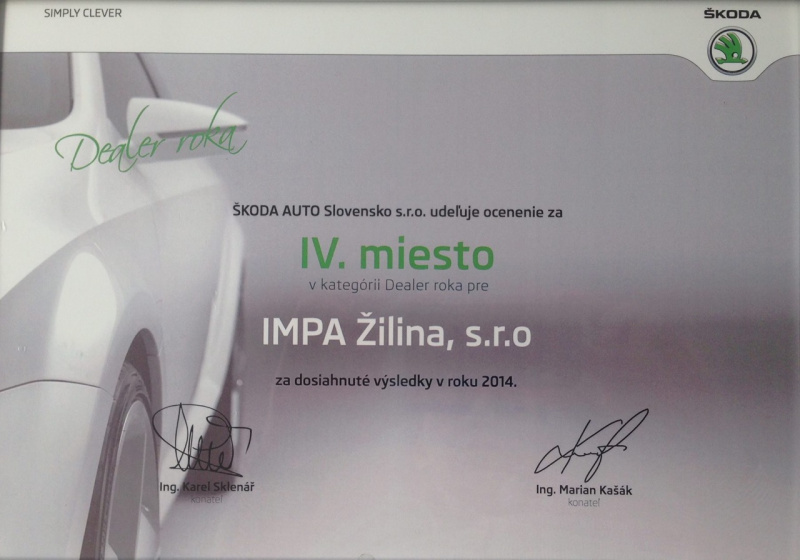 SIMPLY CLEVER
ŠKODA
Dealer roka
ŠKODA AUTO Slovensko s.r.o. udeľuje ocenenie za
IV. miesto
v kategórii Dealer roka pre
IMPA Žilina, s.r.o
za dosiahnuté výsledky v roku 2014.
Ing. Karel Sklenář
konateľ
Ing. Marian Kašák
konateľ